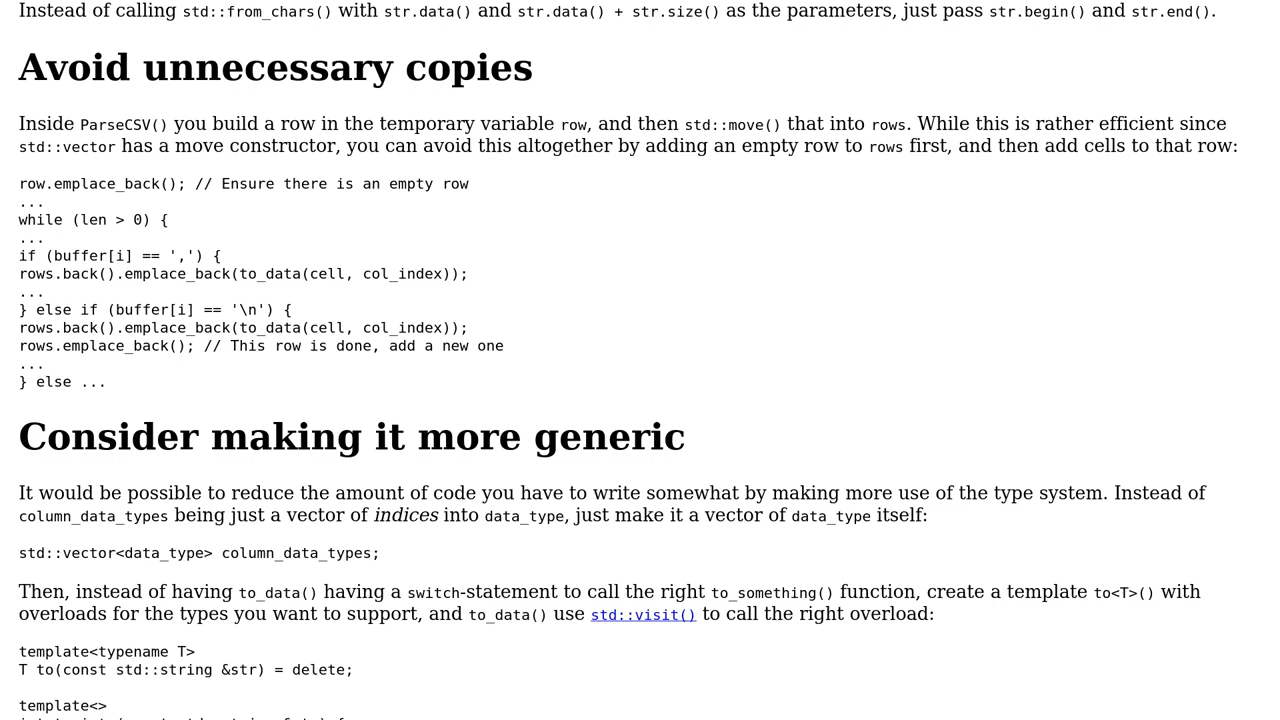 Instead of calling std::from_chars() with str.data() and str.data() + str.size() as the parameters, just pass str.begin() and str.end().
Avoid unnecessary copies
Inside ParseCSV() you build a row in the temporary variable row, and then std::move() that into rows. While this is rather efficient since
std::vector has a move constructor, you can avoid this altogether by adding an empty row to rows first, and then add cells to that row:
row.emplace_back(); // Ensure there is an empty row
...
while (len > 0) {
...
if (buffer[i] == ',') {
rows.back().emplace_back(to_data(cell, col_index));
...
} else if (buffer[i] == '\n') {
rows.back().emplace_back(to_data(cell, col_index));
rows.emplace_back(); // This row is done, add a new one
...
} else ...
Consider making it more generic
It would be possible to reduce the amount of code you have to write somewhat by making more use of the type system. Instead of
column_data_types being just a vector of indices into data_type, just make it a vector of data_type itself:
std::vector<data_type> column_data_types;
Then, instead of having to_data() having a switch-statement to call the right to_something() function, create a template to<T>() with
overloads for the types you want to support, and to_data() use std::visit() to call the right overload:
template<typename T>
T to(const std::string &str) = delete;
template<>